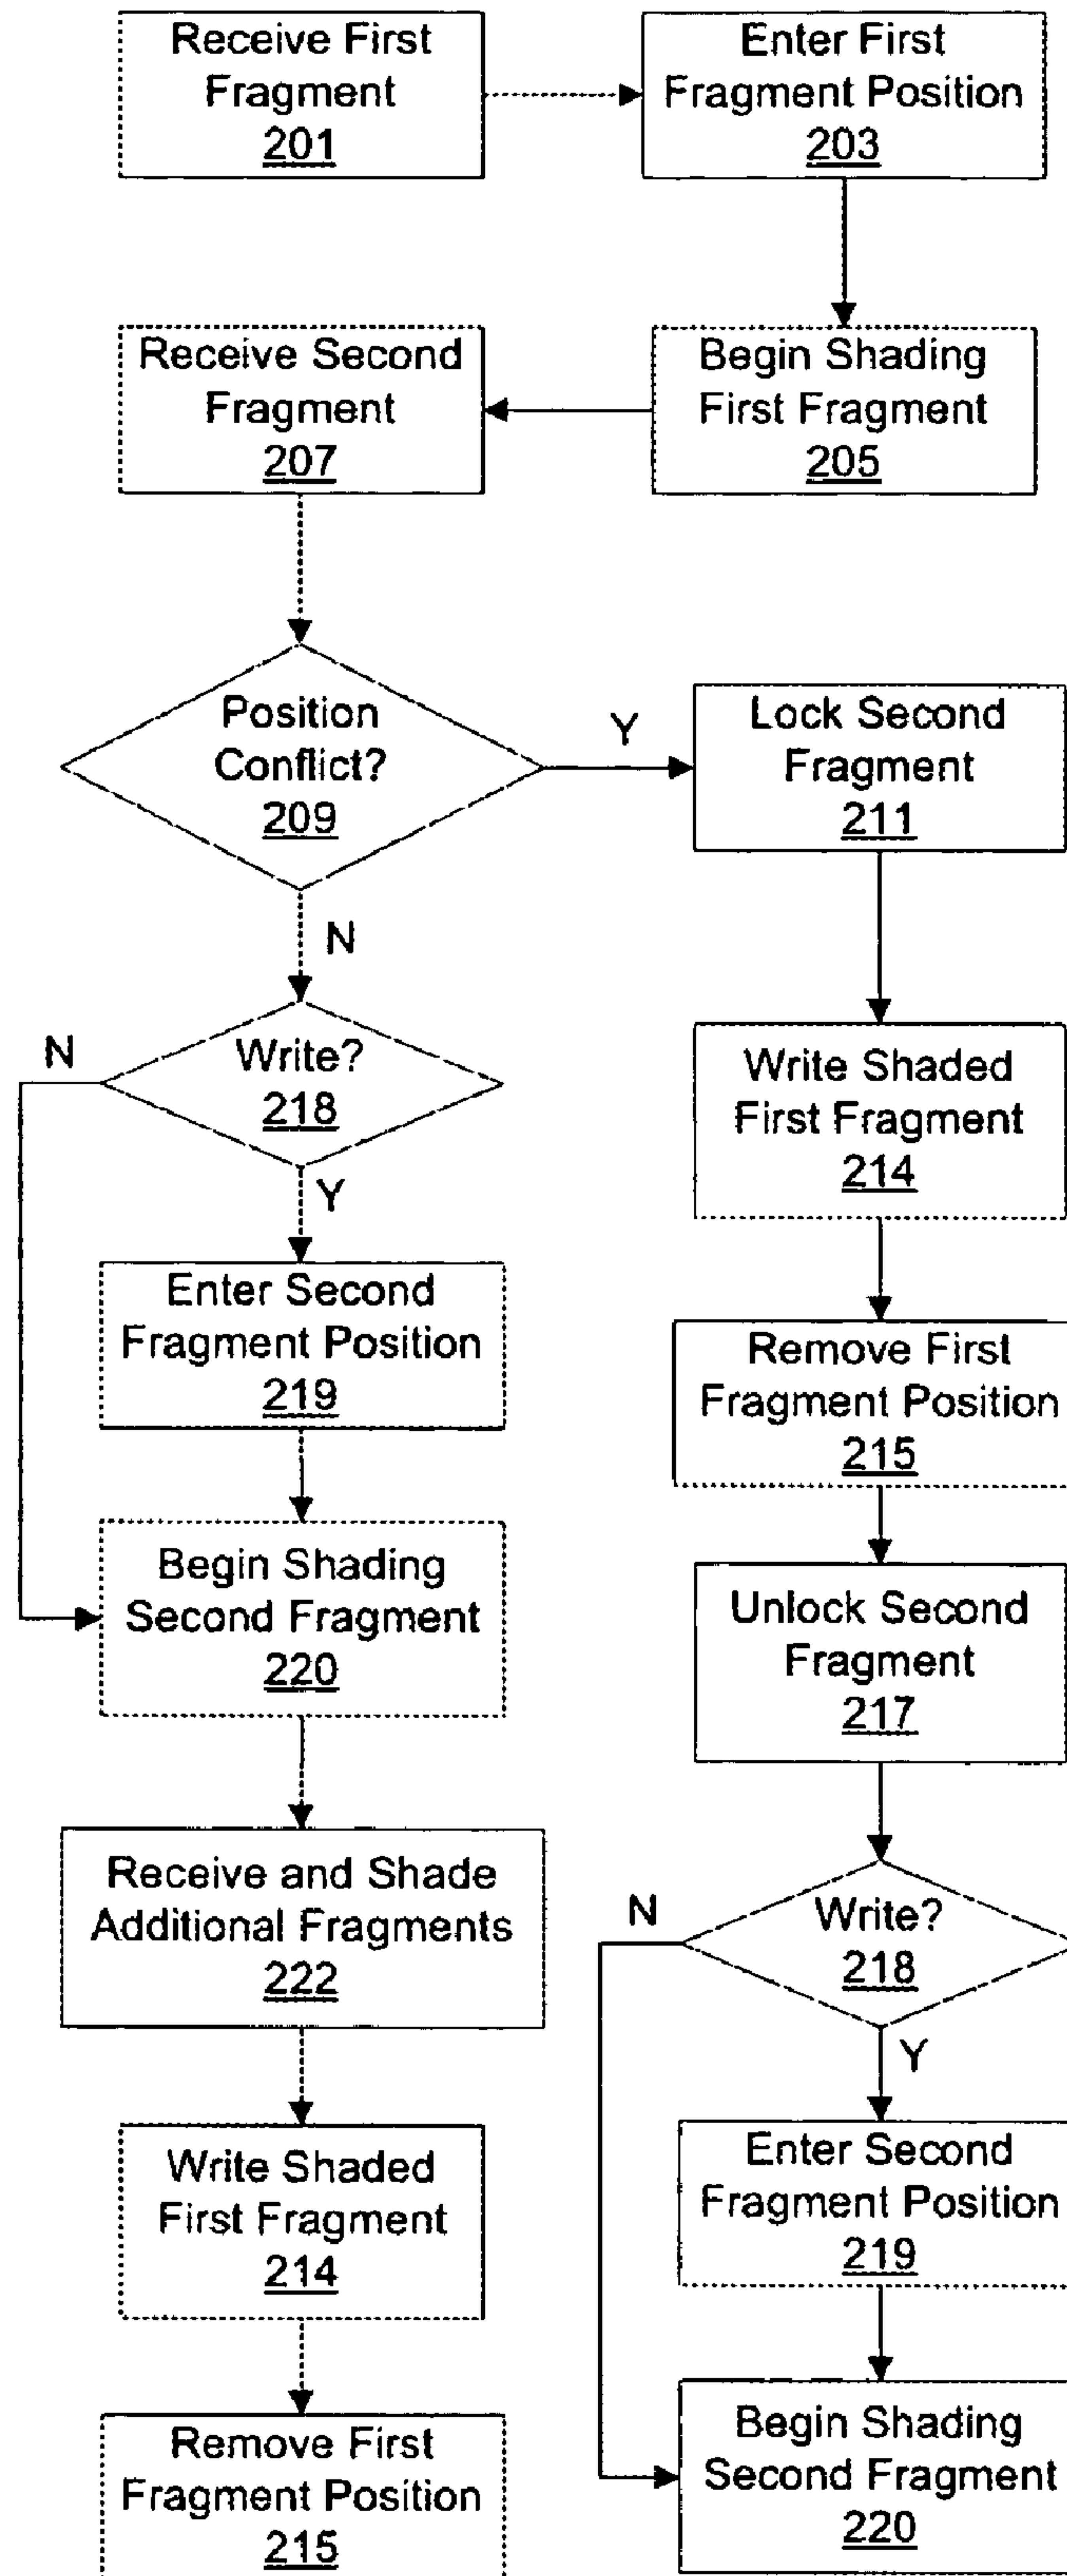 Receive First
Fragment
201
Enter First
Fragment Position
203
Receive Second
Fragment
207
Begin Shading
First Fragment
205
Position
Conflict?
209
Y
Lock Second
Fragment
211
N
Write?
218
N
Y
Write Shaded
First Fragment
214
Enter Second
Fragment Position
219
Remove First
Fragment Position
215
Begin Shading
Second Fragment
220
Unlock Second
Fragment
217
Receive and Shade
Additional Fragments
222
Write?
218
N
Y
Write Shaded
First Fragment
214
Enter Second
Fragment Position
219
Remove First
Fragment Position
215
Begin Shading
Second Fragment
220